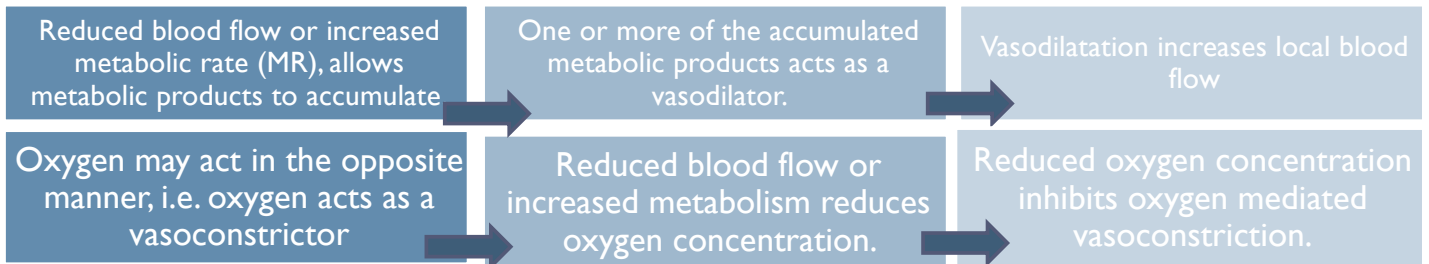 Reduced blood flow or increased
metabolic rate (MR), allows
metabolic products to accumulate
One or more of the accumulated
metabolic products acts as a
vasodilator.
Vasodilatation increases local blood
flow
Oxygen may act in the opposite
manner, i.e. oxygen acts as a
vasoconstrictor
Reduced blood flow or
increased metabolism reduces
oxygen concentration.
Reduced oxygen concentration
inhibits oxygen mediated
vasoconstriction.